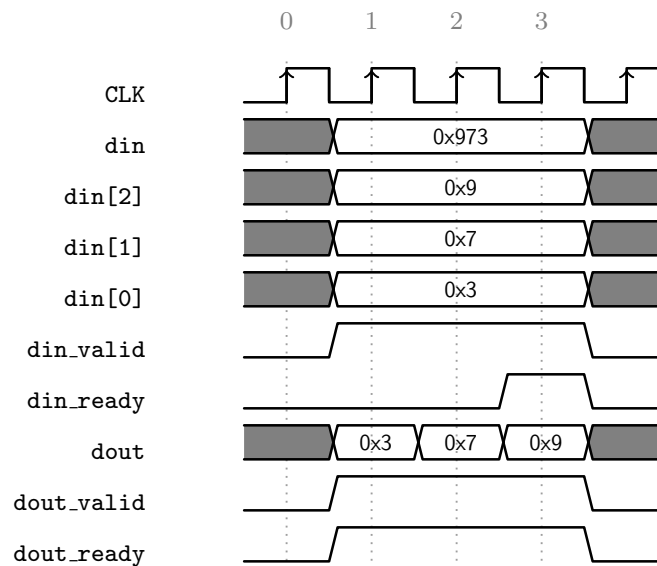 0 1 2 3
CLK
din 0x973
din[2] 0x9
din[1] 0x7
din[0] 0x3
din_valid
din_ready
dout 0x3 0x7 0x9
dout_valid
dout_ready